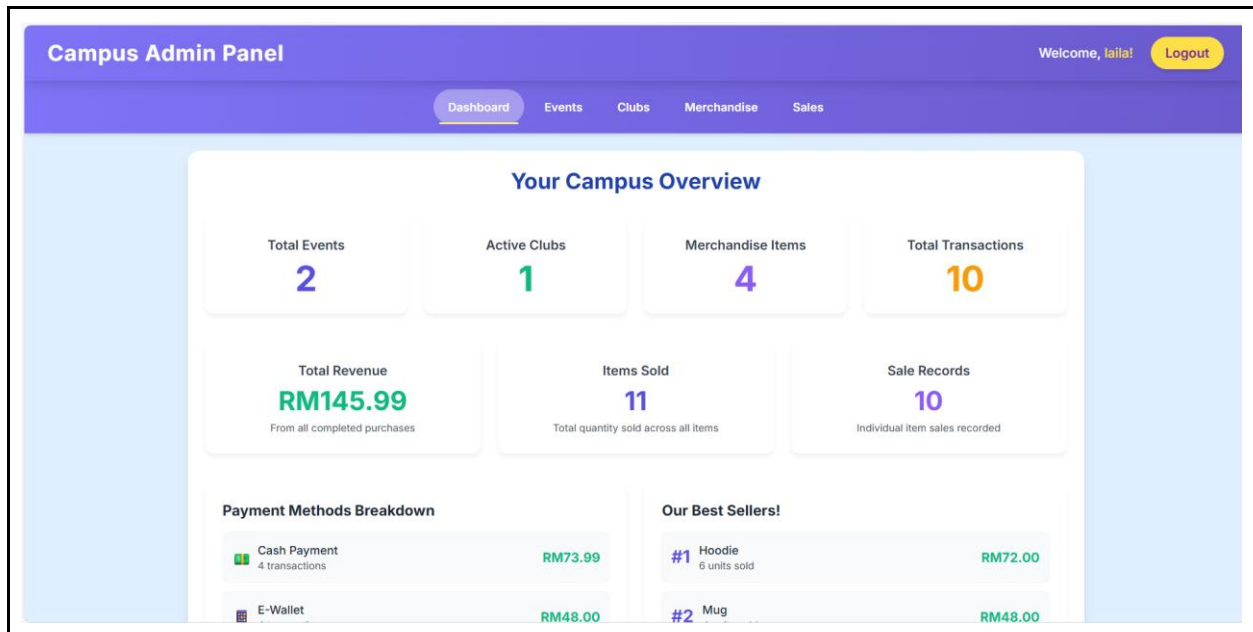 Campus Admin Panel
Welcome, laila!
Logout
Dashboard Events Clubs Merchandise Sales
Your Campus Overview
Total Events
2
Active Clubs
1
Merchandise Items
4
Total Transactions
10
Total Revenue
RM145.99
From all completed purchases
Items Sold
11
Total quantity sold across all items
Sale Records
10
Individual item sales recorded
Payment Methods Breakdown
Cash Payment
4 transactions
RM73.99
E-Wallet
RM48.00
Our Best Sellers!
#1 Hoodie
6 units sold
RM72.00
#2 Mug
RM48.00